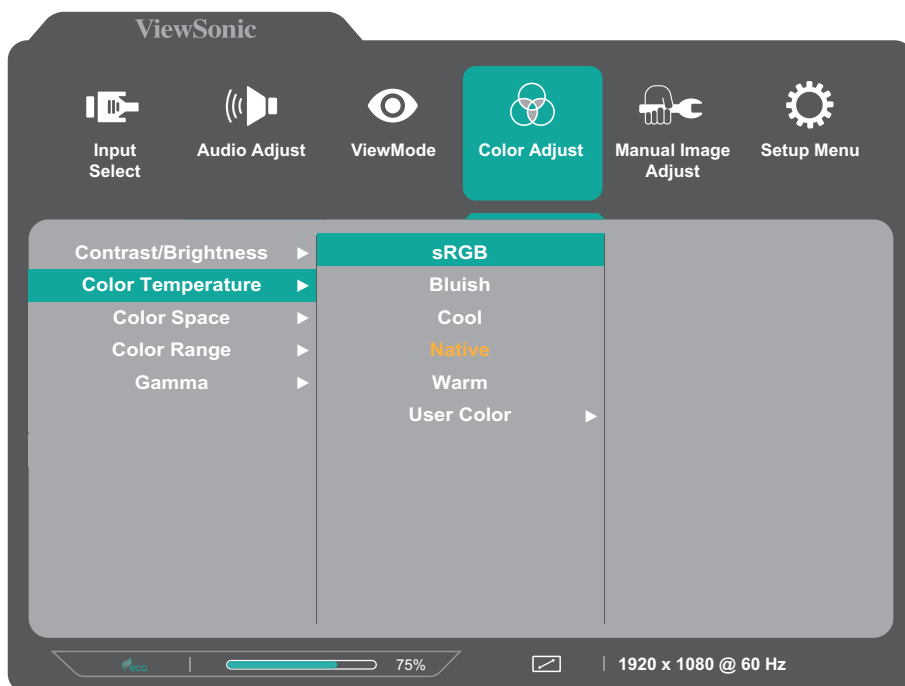 ViewSonic
Input
Select
Audio Adjust
ViewMode
Color Adjust
Manual Image
Adjust
Setup Menu
Contrast/Brightness
Color Temperature
Color Space
Color Range
Gamma
sRGB
Bluish
Cool
Native
Warm
User Color
eco
75%
1920 x 1080 @ 60 Hz